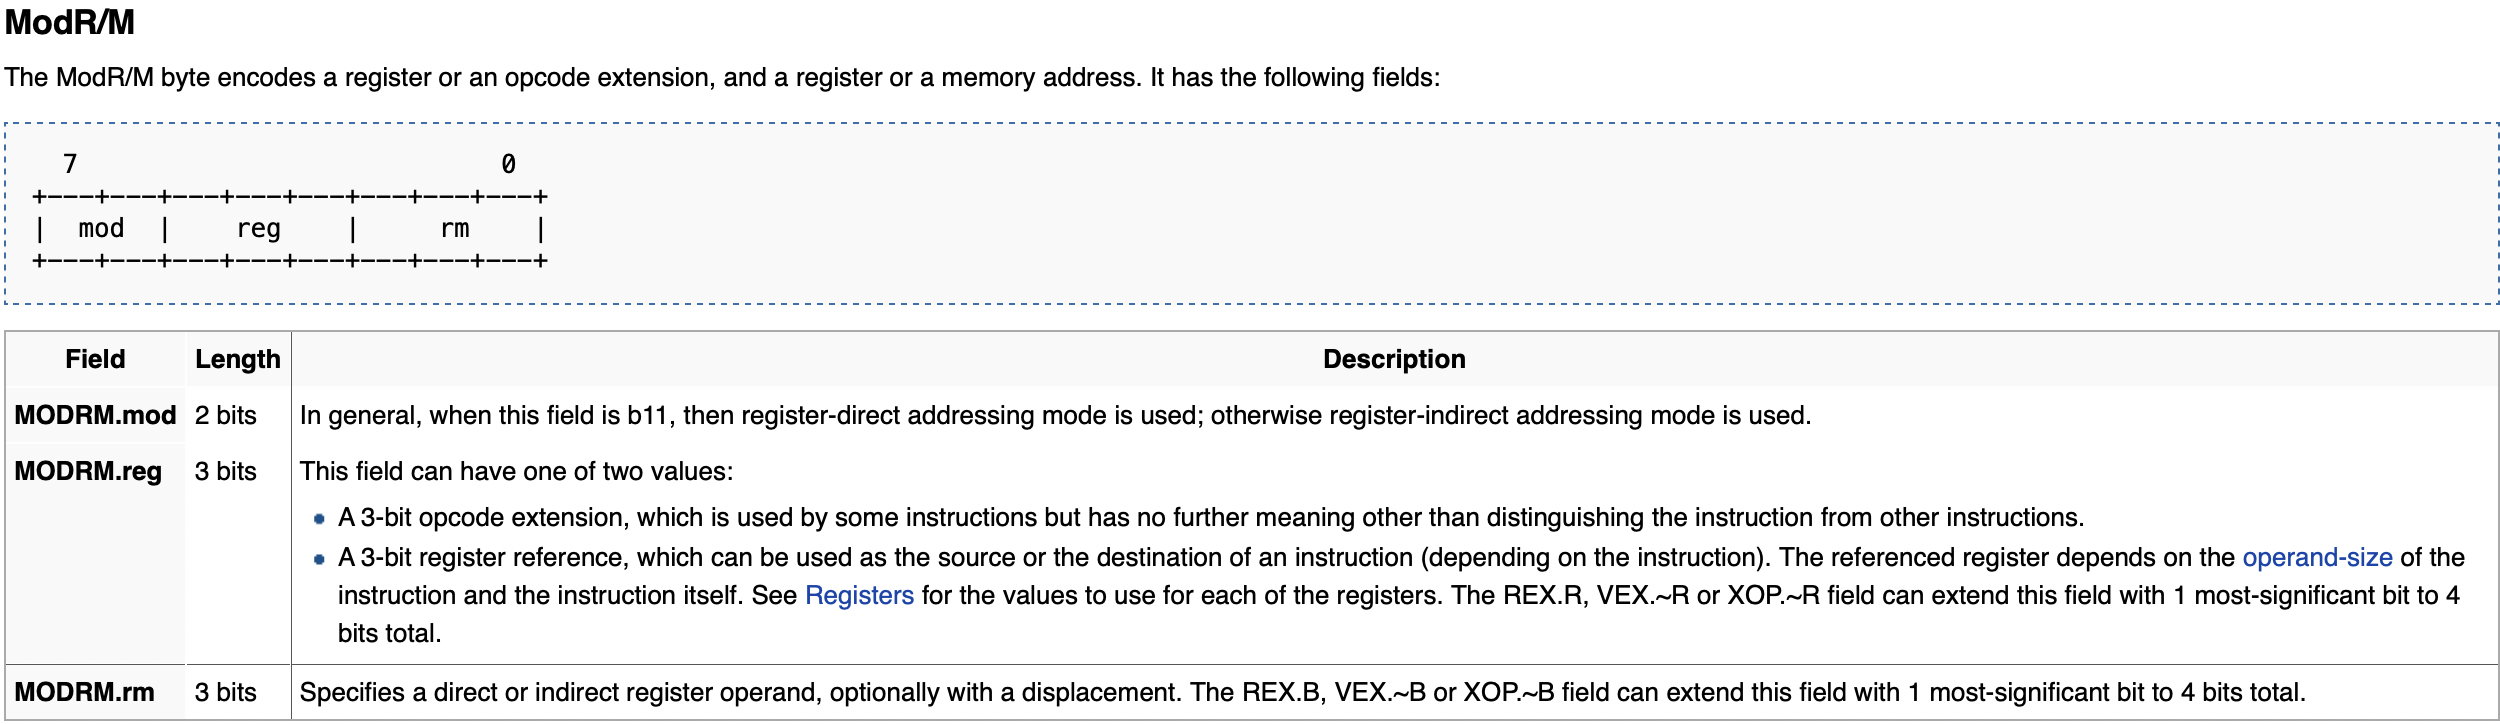 ModR/M
The ModR/M byte encodes a register or an opcode extension, and a register or a memory address. It has the following fields:
  7                           0
+---+---+---+---+---+---+---+---+
|  mod  |    reg    |     rm    |
+---+---+---+---+---+---+---+---+
Field Length Description
MODRM.mod 2 bits In general, when this field is b11, then register-direct addressing mode is used; otherwise register-indirect addressing mode is used.
MODRM.reg 3 bits This field can have one of two values:
• A 3-bit opcode extension, which is used by some instructions but has no further meaning other than distinguishing the instruction from other instructions.
• A 3-bit register reference, which can be used as the source or the destination of an instruction (depending on the instruction). The referenced register depends on the operand-size of the
instruction and the instruction itself. See Registers for the values to use for each of the registers. The REX.R, VEX.~R or XOP.~R field can extend this field with 1 most-significant bit to 4
bits total.
MODRM.rm 3 bits Specifies a direct or indirect register operand, optionally with a displacement. The REX.B, VEX.~B or XOP.~B field can extend this field with 1 most-significant bit to 4 bits total.